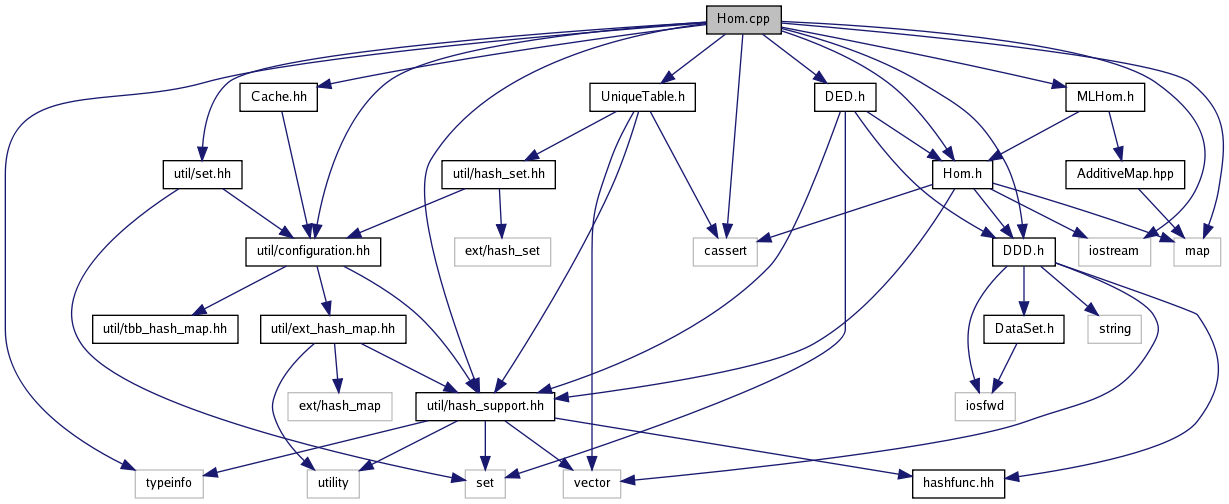 Hom.cpp
Cache.hh
UniqueTable.h
DED.h
MLHom.h
util/set.hh
util/hash_set.hh
Hom.h
AdditiveMap.hpp
util/configuration.hh
ext/hash_set
cassert
DDD.h
iostream
map
util/tbb_hash_map.hh
util/ext_hash_map.hh
DataSet.h
string
ext/hash_map
util/hash_support.hh
iosfwd
typeinfo
utility
set
vector
hashfunc.hh